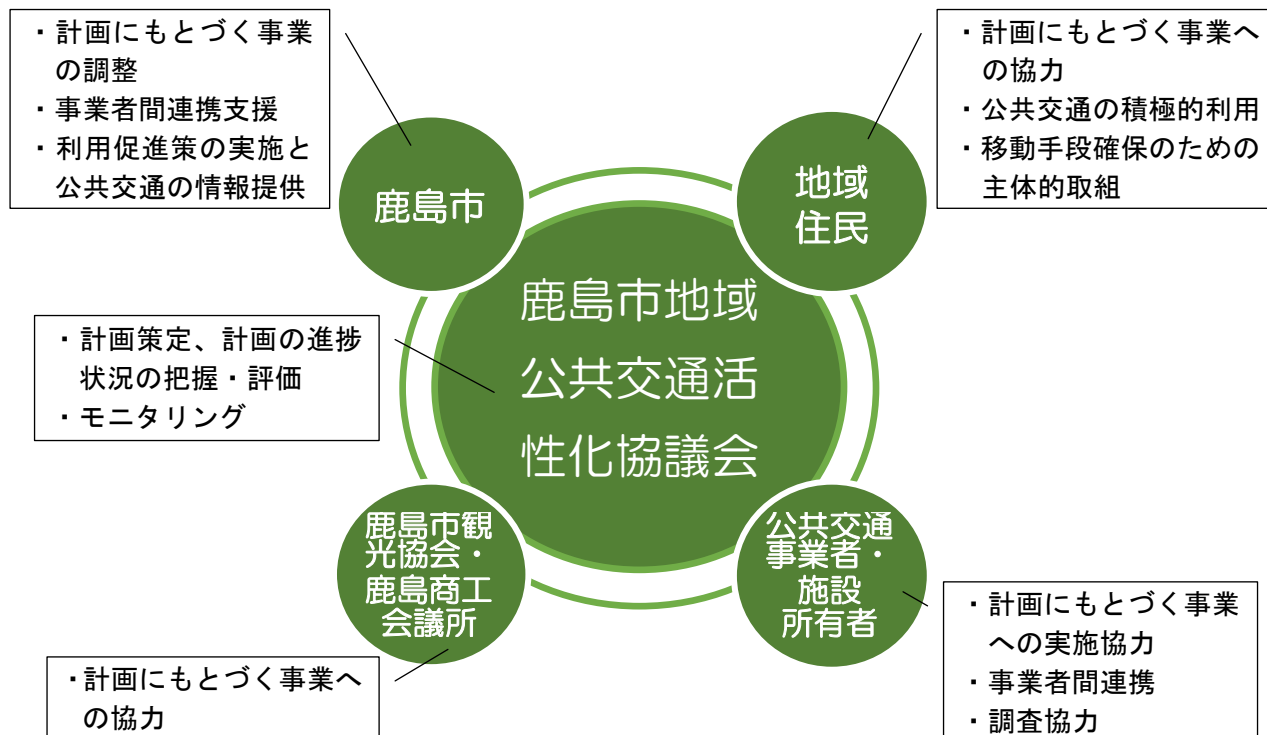 ・計画にもとづく事業
の調整
・事業者間連携支援
・利用促進策の実施と
公共交通の情報提供
鹿島市
・計画にもとづく事業へ
の協力
・公共交通の積極的利用
・移動手段確保のための
主体的取組
地域
住民
・計画策定、計画の進捗
状況の把握・評価
・モニタリング
鹿島市地域
公共交通活
性化協議会
鹿島市観
光協会・
鹿島商工
会議所
・計画にもとづく事業へ
の協力
公共交通
事業者・
施設
所有者
・計画にもとづく事業
への実施協力
・事業者間連携
・調査協力